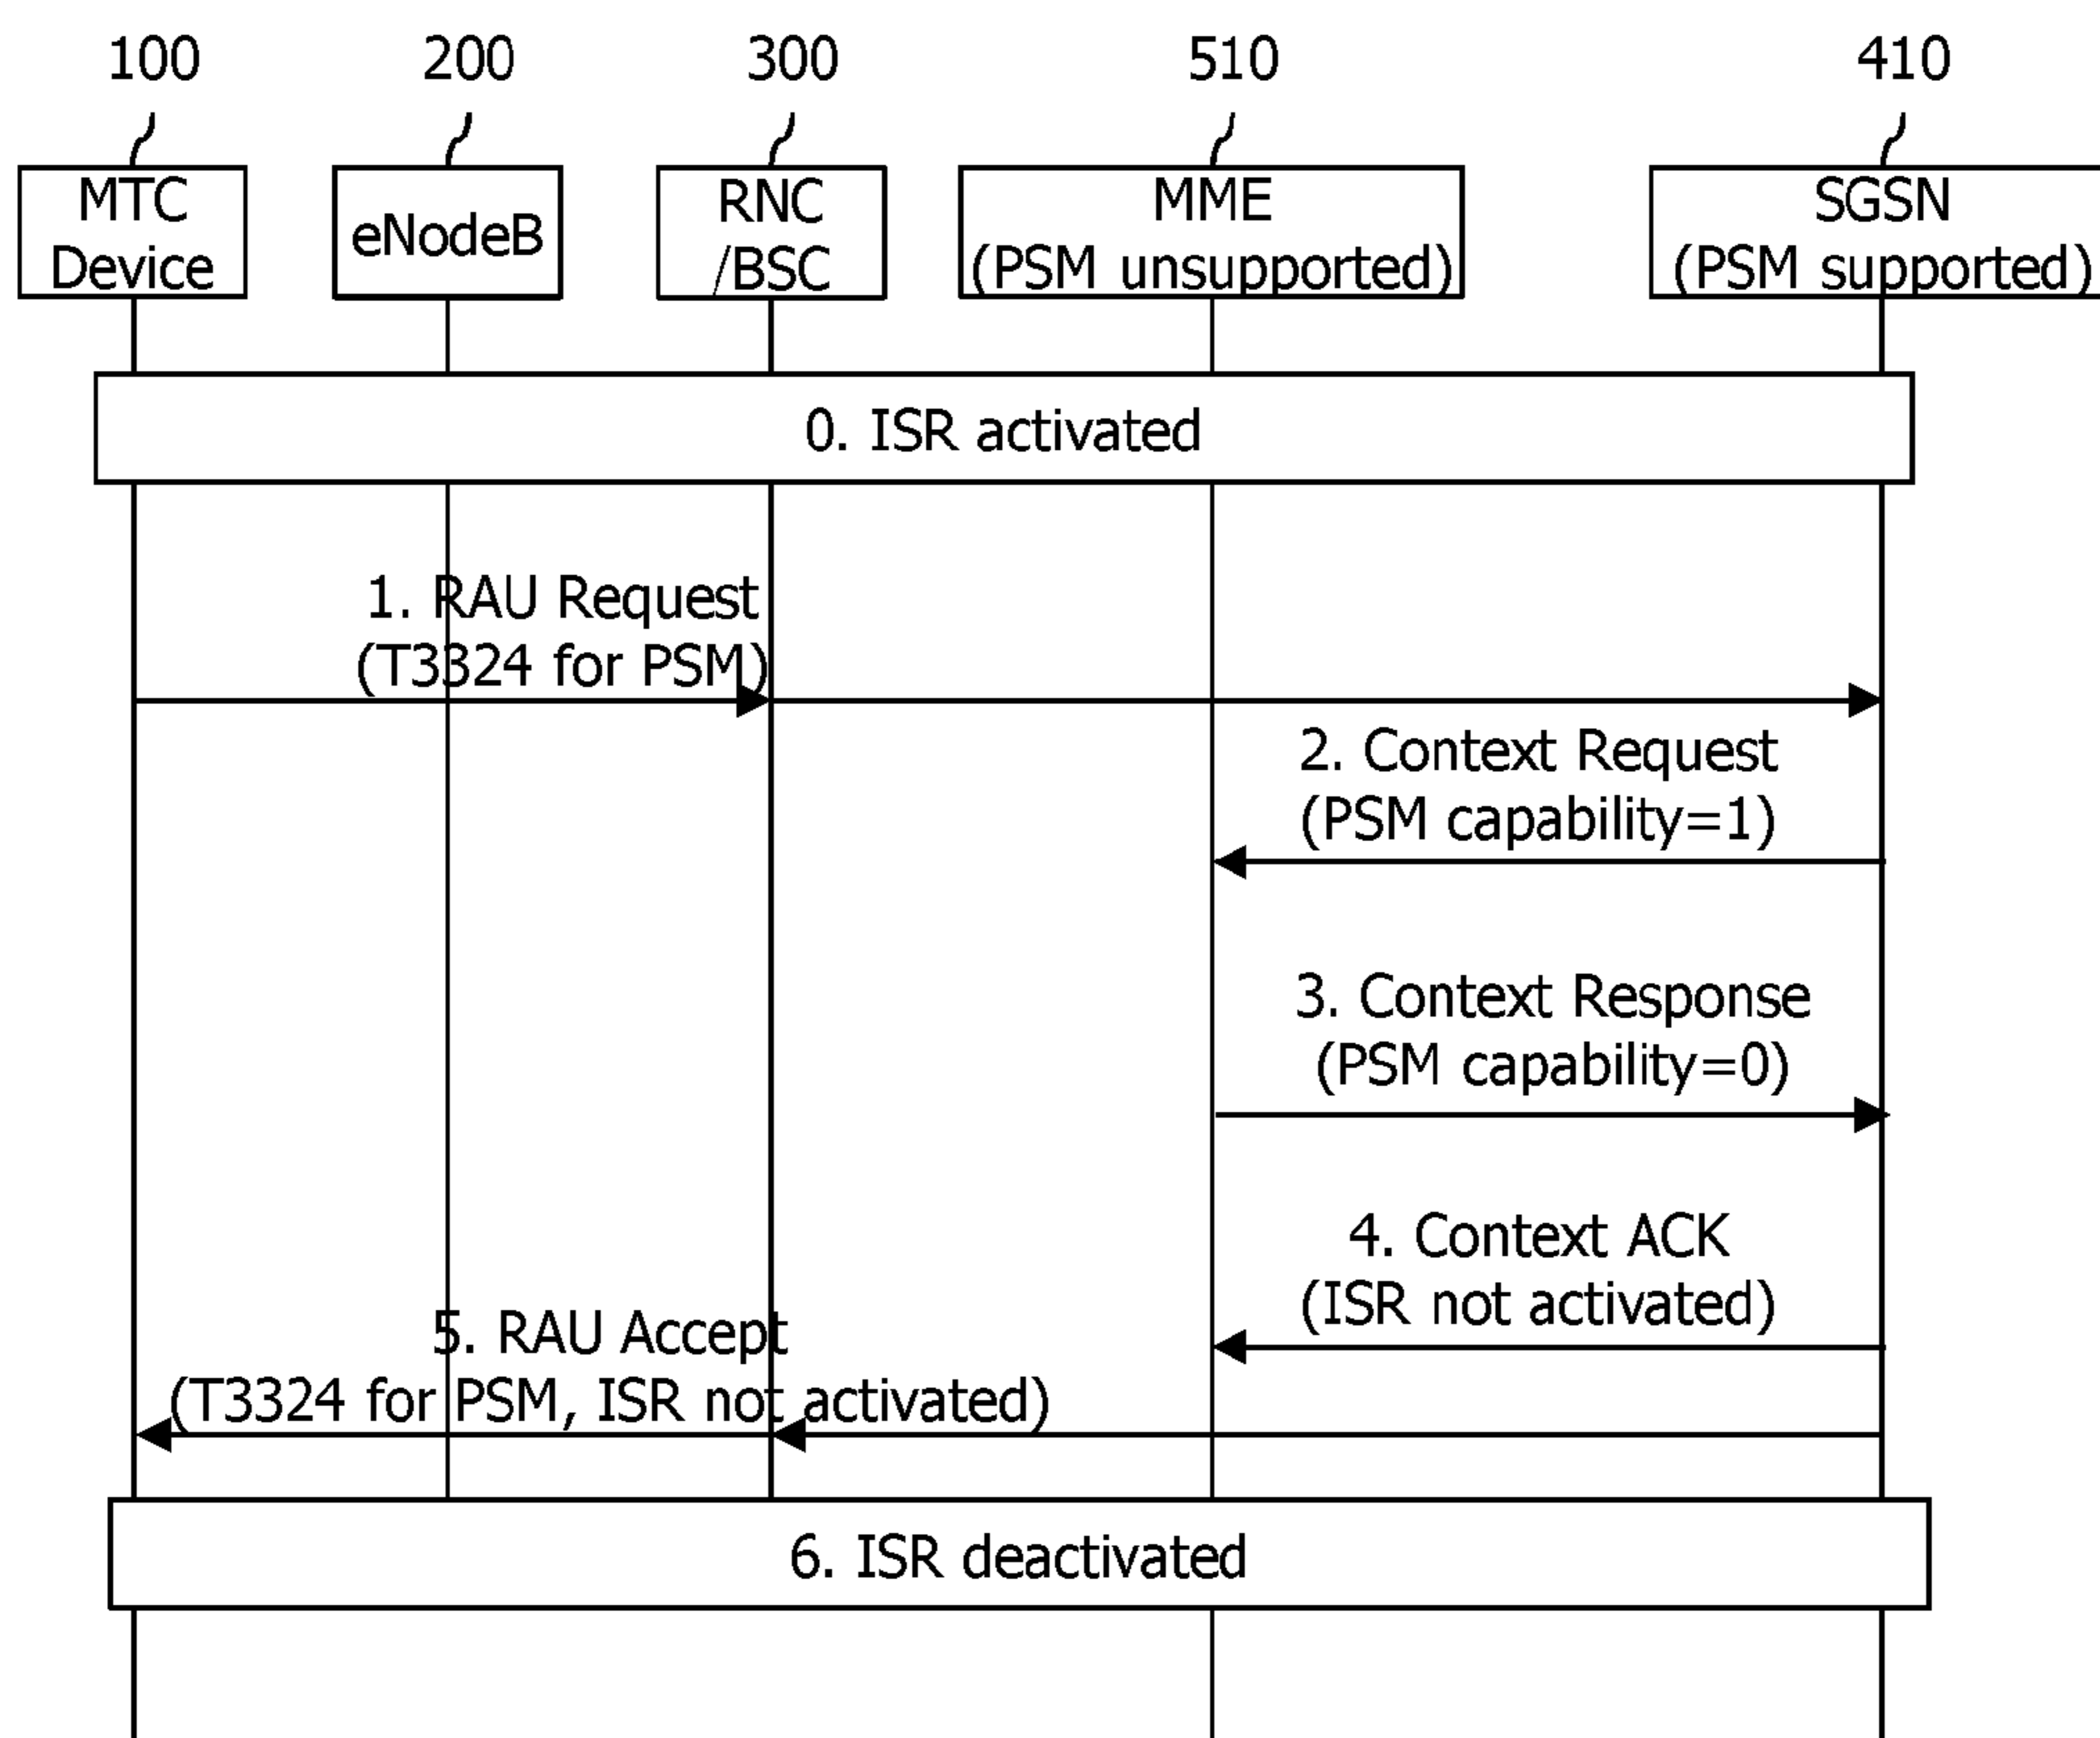 100
200
300
510
410
MTC
Device
eNodeB
RNC
/BSC
MME
(PSM unsupported)
SGSN
(PSM supported)
0. ISR activated
1. RAU Request
(T3324 for PSM)
2. Context Request
(PSM capability=1)
3. Context Response
(PSM capability=0)
4. Context ACK
(ISR not activated)
5. RAU Accept
(T3324 for PSM, ISR not activated)
6. ISR deactivated